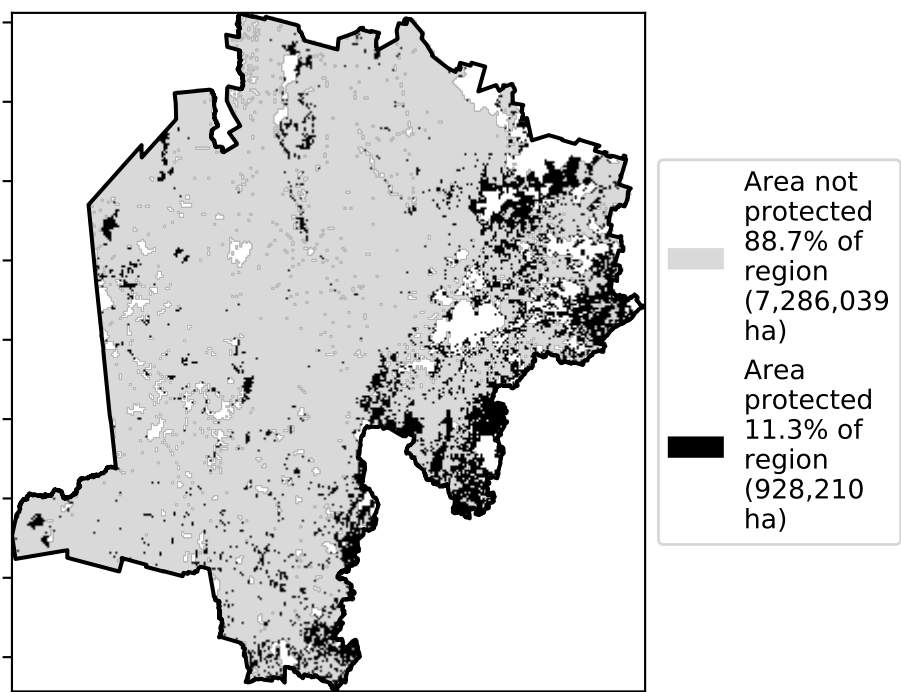 Area not
protected
88.7% of
region
(7,286,039
ha)
Area
protected
11.3% of
region
(928,210
ha)